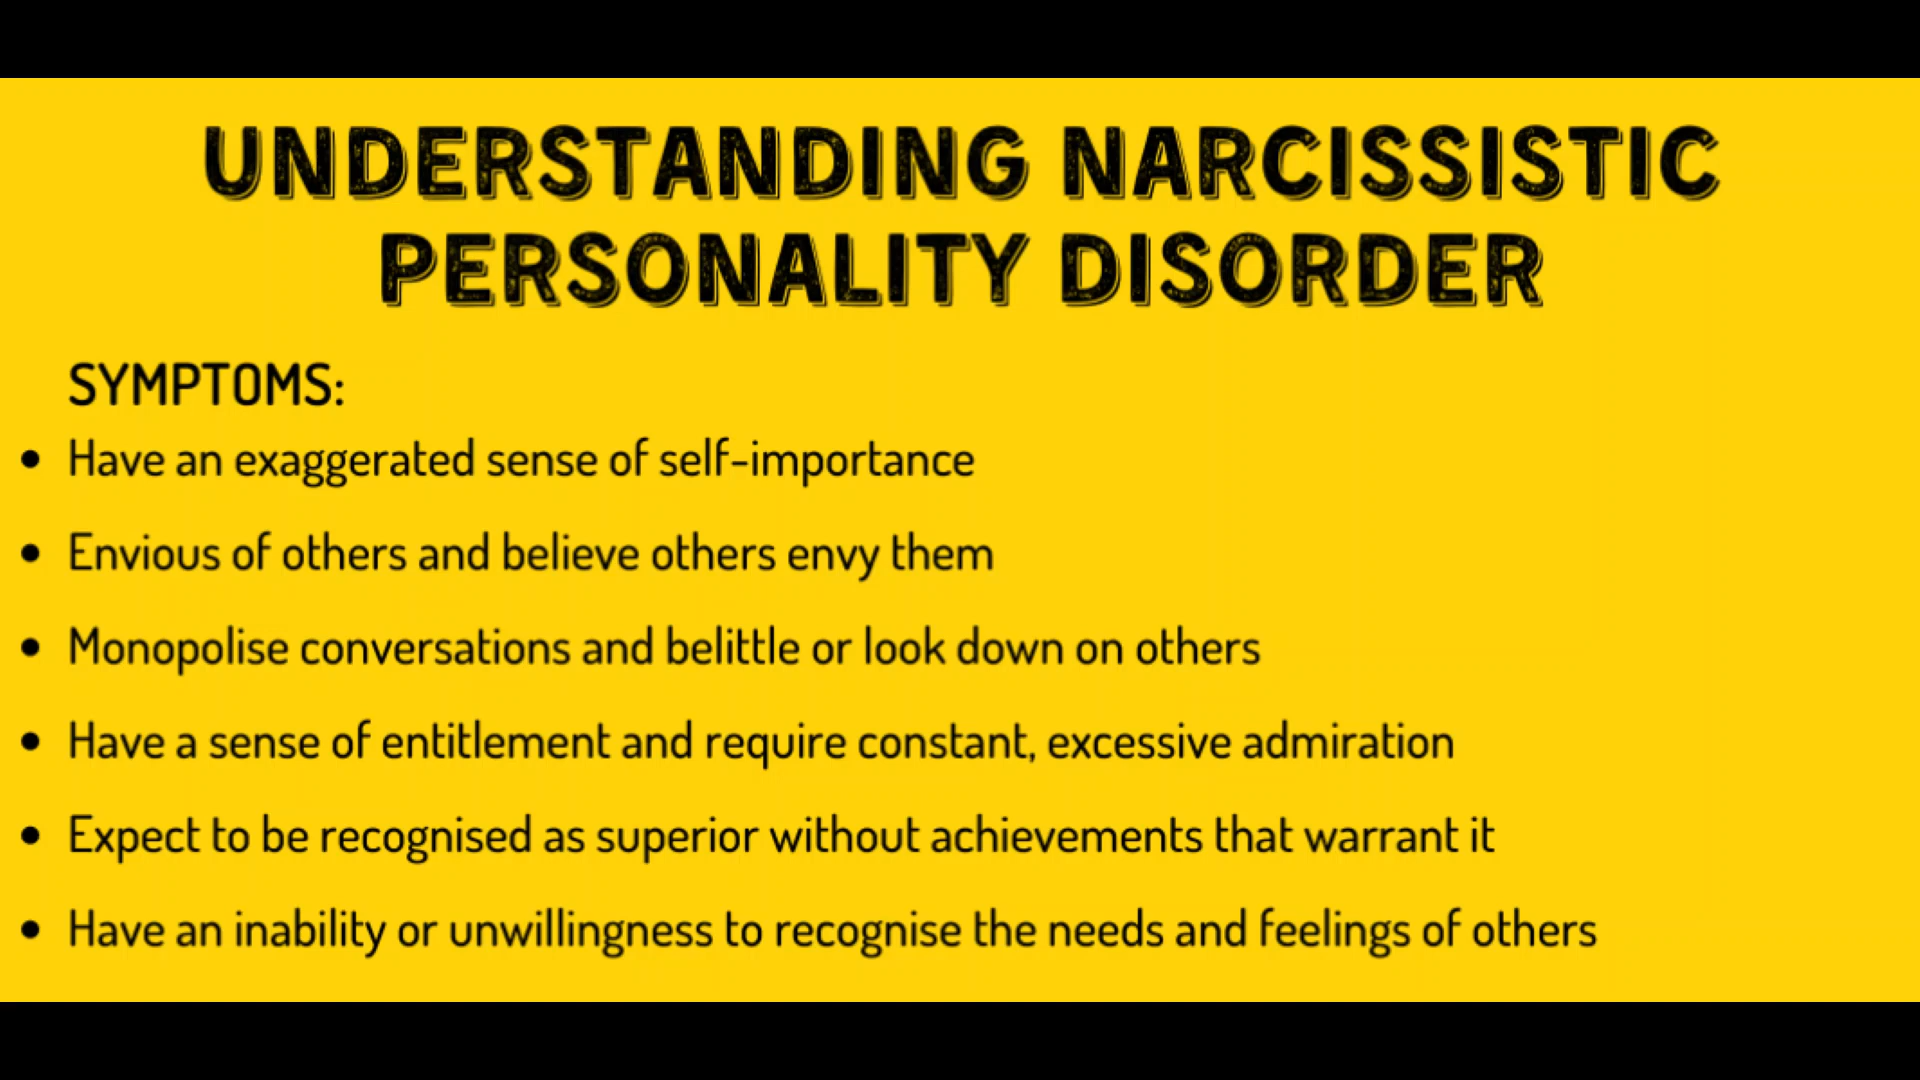 UNDERSTANDING NARCISSISTIC
PERSONALITY DISORDER
SYMPTOMS:
• Have an exaggerated sense of self-importance
• Envious of others and believe others envy them
• Monopolise conversations and belittle or look down on others
• Have a sense of entitlement and require constant, excessive admiration
• Expect to be recognised as superior without achievements that warrant it
• Have an inability or unwillingness to recognise the needs and feelings of others